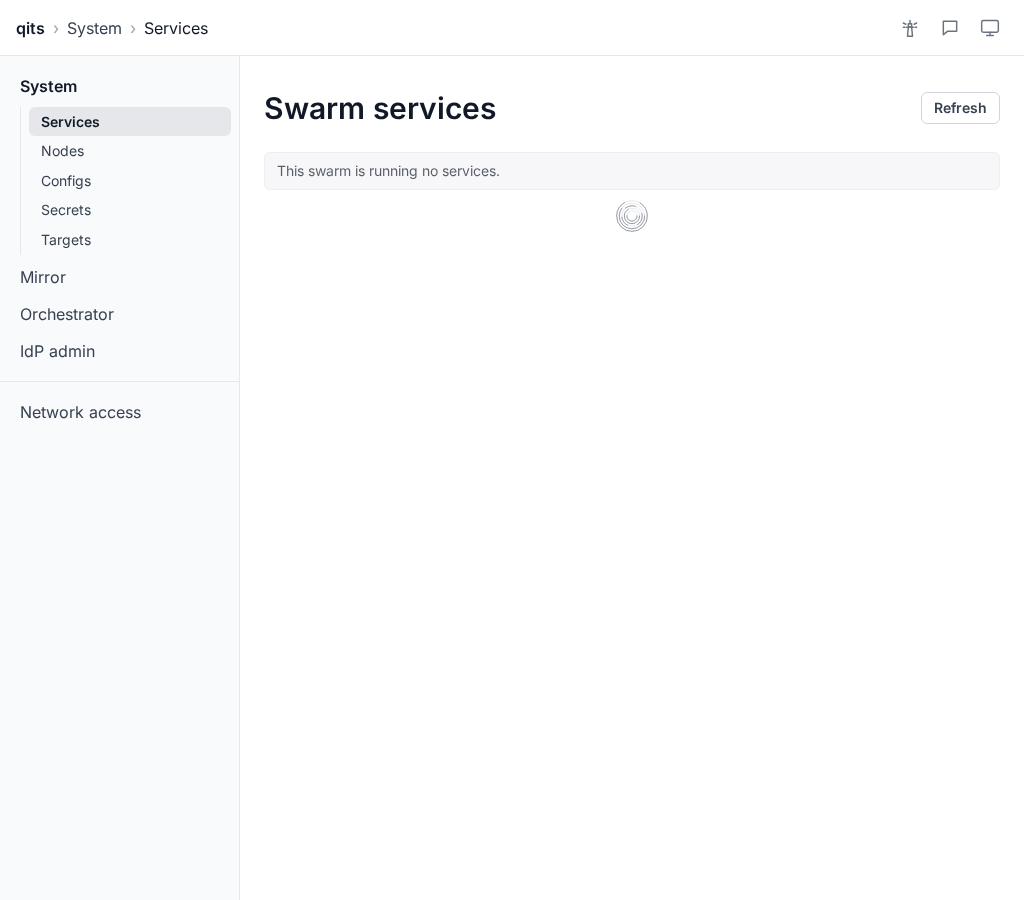 qits › System › Services
System
Services
Nodes
Configs
Secrets
Targets
Mirror
Orchestrator
IdP admin
Network access
Swarm services
Refresh
This swarm is running no services.